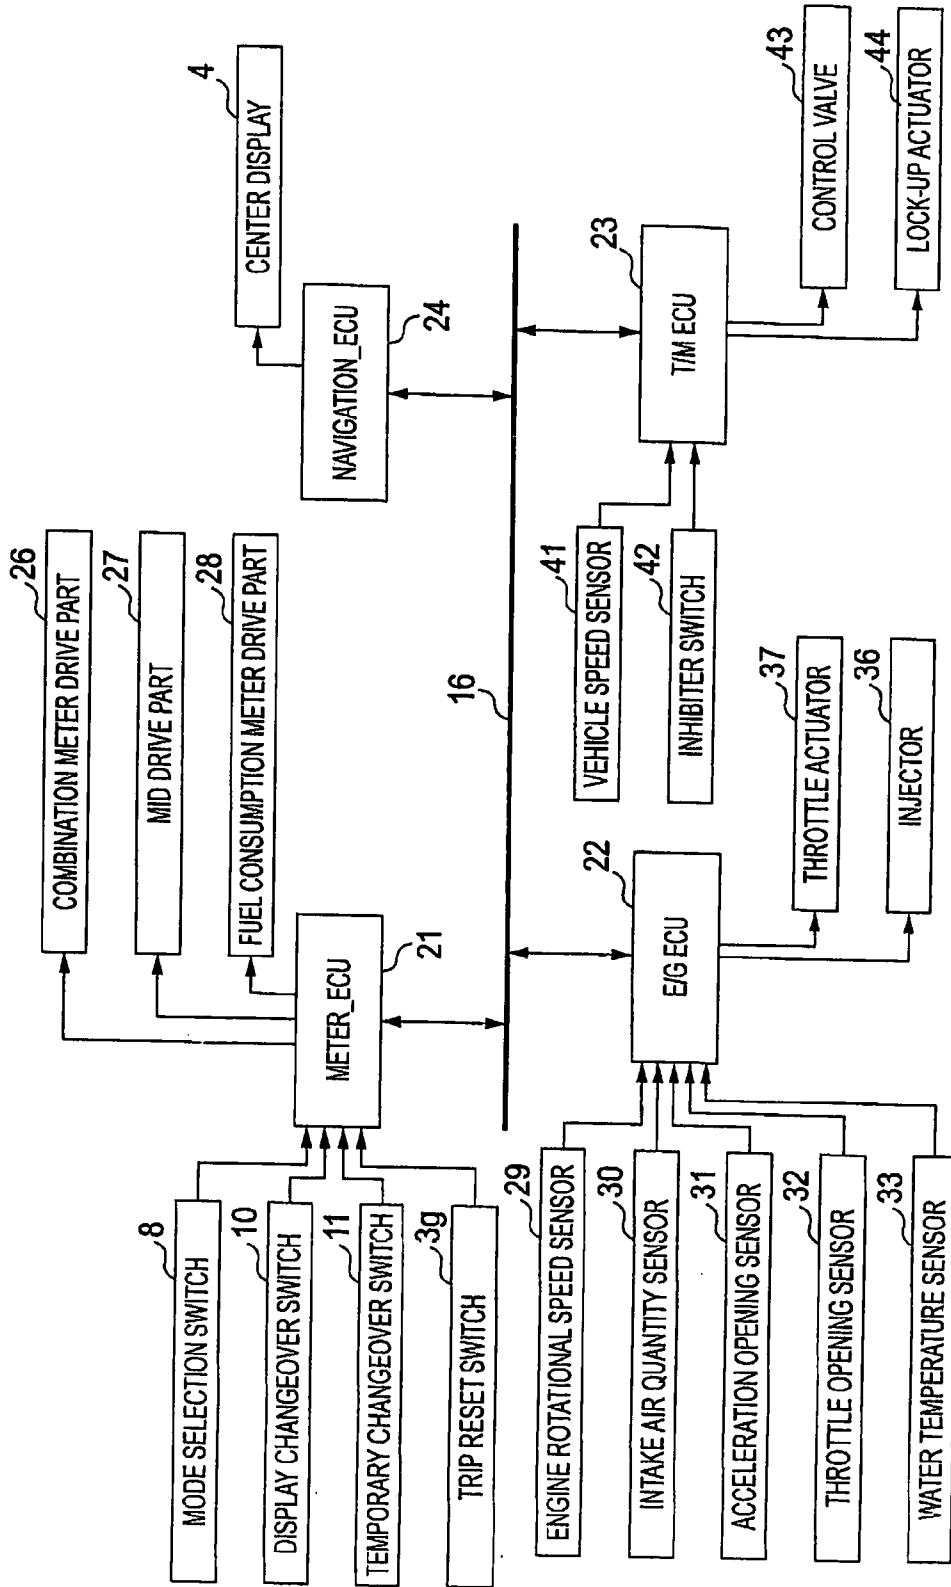 8
MODE SELECTION SWITCH
10
DISPLAY CHANGEOVER SWITCH
11
TEMPORARY CHANGEOVER SWITCH
3g
TRIP RESET SWITCH
METER_ECU
21
26
COMBINATION METER DRIVE PART
27
MID DRIVE PART
28
FUEL CONSUMPTION METER DRIVE PART
NAVIGATION_ECU
24
4
CENTER DISPLAY
16
29
ENGINE ROTATIONAL SPEED SENSOR
30
INTAKE AIR QUANTITY SENSOR
31
ACCELERATION OPENING SENSOR
32
THROTTLE OPENING SENSOR
33
WATER TEMPERATURE SENSOR
22
E/G ECU
37
THROTTLE ACTUATOR
36
INJECTOR
41
VEHICLE SPEED SENSOR
42
INHIBITER SWITCH
23
T/M ECU
43
CONTROL VALVE
44
LOCK-UP ACTUATOR